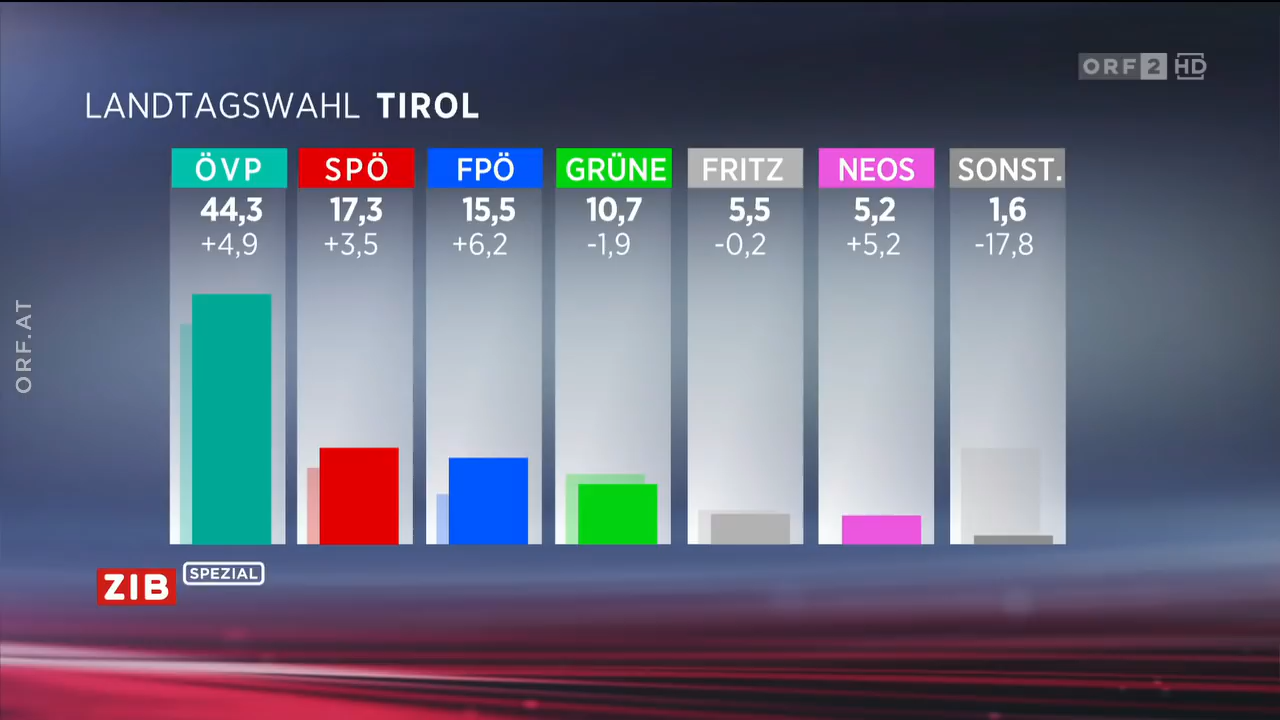 ORF 2 HD
LANDTAGSWAHL TIROL
ÖVP SPÖ FPÖ GRÜNE FRITZ NEOS SONST.
44,3 17,3 15,5 10,7 5,5 5,2 1,6
+4,9 +3,5 +6,2 -1,9 -0,2 +5,2 -17,8
ORF.AT
ZIB SPEZIAL